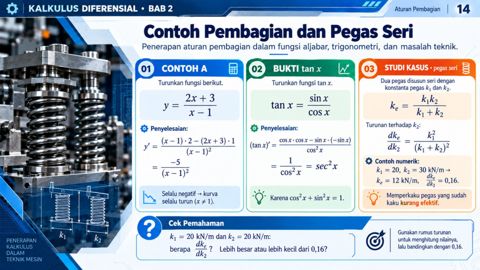 KALKULUS DIFERENSIAL • BAB 2
Aturan Pembagian
14
Contoh Pembagian dan Pegas Seri
Penerapan aturan pembagian dalam fungsi aljabar, trigonometri, dan masalah teknik.
01 CONTOH A
Turunkan fungsi berikut.
y = (2x + 3)/(x − 1)
Penyelesaian:
y′ = ((x − 1) · 2 − (2x + 3) · 1)/(x − 1)²
= −5/(x − 1)²
Selalu negatif → kurva
selalu turun (x ≠ 1).
02 BUKTI tan x
Turunkan fungsi tan x.
tan x = sin x/cos x
Penyelesaian:
(tan x)′ = (cos x · cos x − sin x · (−sin x))/cos² x
= 1/cos² x = sec² x
Karena cos² x + sin² x = 1.
03 STUDI KASUS • pegas seri
Dua pegas disusun seri dengan
konstanta pegas k₁ dan k₂.
kₑ = k₁k₂/(k₁ + k₂)
Turunan terhadap k₂:
dkₑ/dk₂ = k₁²/(k₁ + k₂)²
Contoh numerik:
k₁ = 20, k₂ = 30 kN/m →
kₑ = 12 kN/m, dkₑ/dk₂ = 0,16.
Memperkaku pegas yang sudah
kaku kurang efektif.
PENERAPAN
KALKULUS
DALAM
TEKNIK MESIN
Cek Pemahaman
k₁ = 20 kN/m dan k₂ = 20 kN/m:
berapa dkₑ/dk₂? Lebih besar atau lebih kecil dari 0,16?
Gunakan rumus turunan
untuk menghitung nilainya,
lalu bandingkan dengan 0,16.